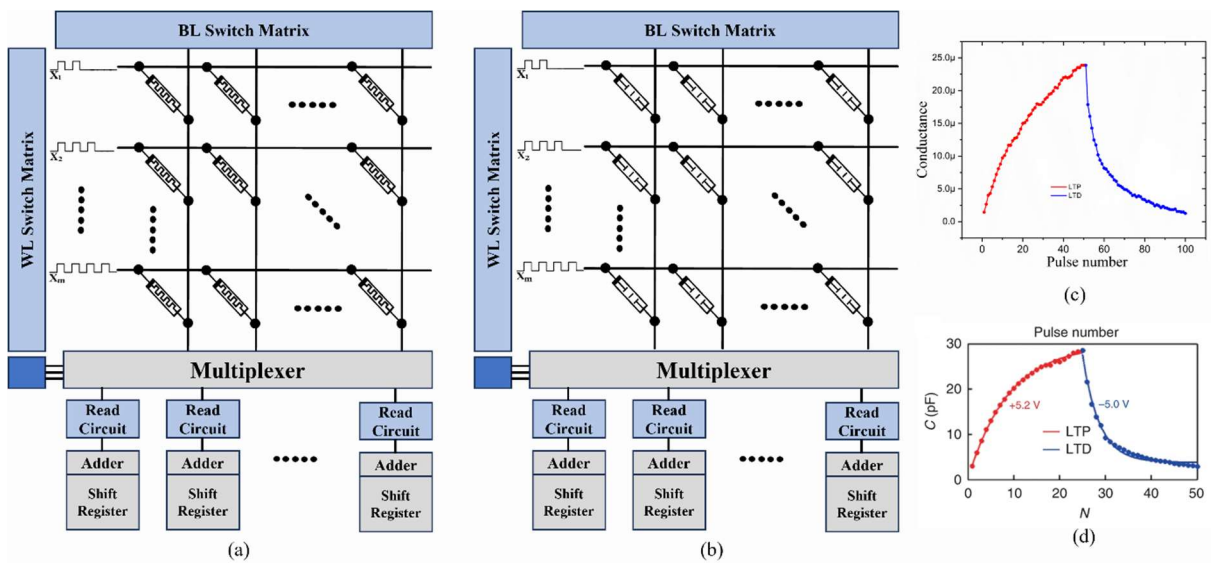 BL Switch Matrix
WL Switch Matrix
X1
X2
Xm
Multiplexer
Read
Circuit
Read
Circuit
Read
Circuit
Adder
Adder
Adder
Shift
Register
Shift
Register
Shift
Register
(a)
BL Switch Matrix
WL Switch Matrix
X1
X2
Xm
Multiplexer
Read
Circuit
Read
Circuit
Read
Circuit
Adder
Adder
Adder
Shift
Register
Shift
Register
Shift
Register
(b)
25.0μ
20.0μ
15.0μ
10.0μ
5.0μ
0.0
Conductance
LTP
LTD
0 20 40 60 80 100
Pulse number
(c)
Pulse number
30
20
10
0
C (pF)
+5.2 V
−5.0 V
LTP
LTD
0 10 20 30 40 50
N
(d)